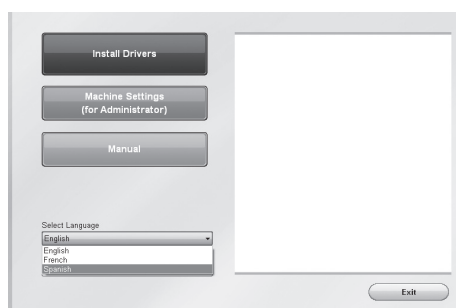 Install Drivers
Machine Settings
(for Administrator)
Manual
Select Language
English
English
French
Spanish
Exit